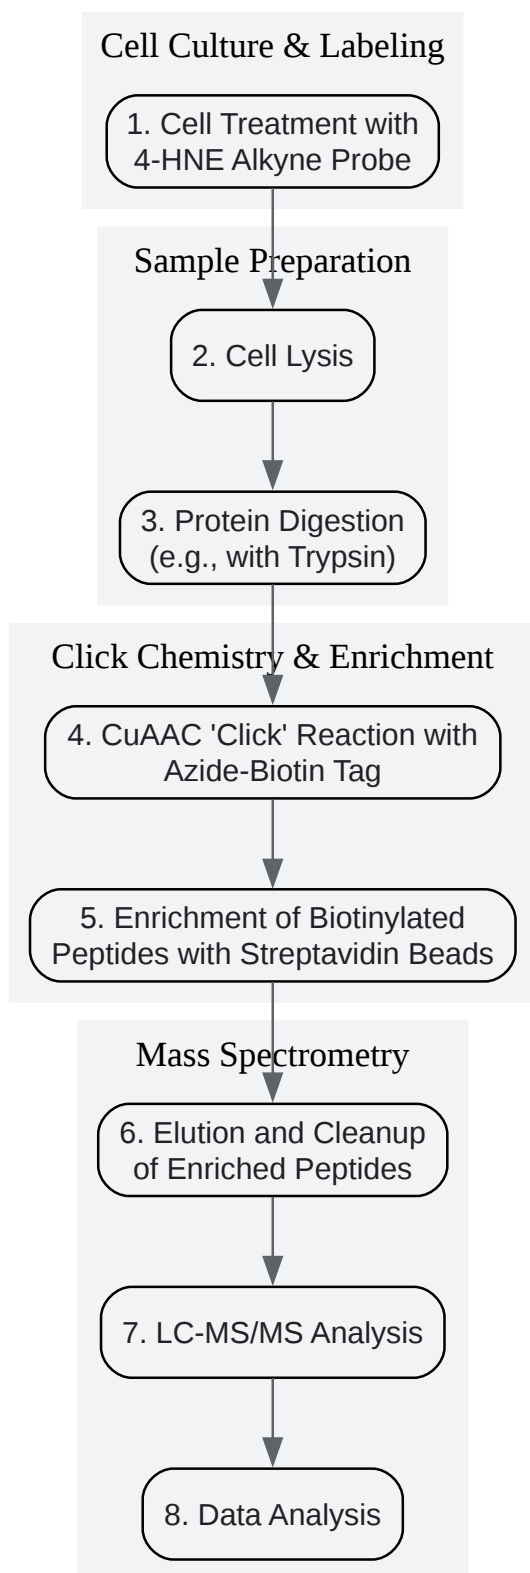 Cell Culture & Labeling
1. Cell Treatment with
4-HNE Alkyne Probe
Sample Preparation
2. Cell Lysis
3. Protein Digestion
(e.g., with Trypsin)
Click Chemistry & Enrichment
4. CuAAC 'Click' Reaction with
Azide-Biotin Tag
5. Enrichment of Biotinylated
Peptides with Streptavidin Beads
Mass Spectrometry
6. Elution and Cleanup
of Enriched Peptides
7. LC-MS/MS Analysis
8. Data Analysis